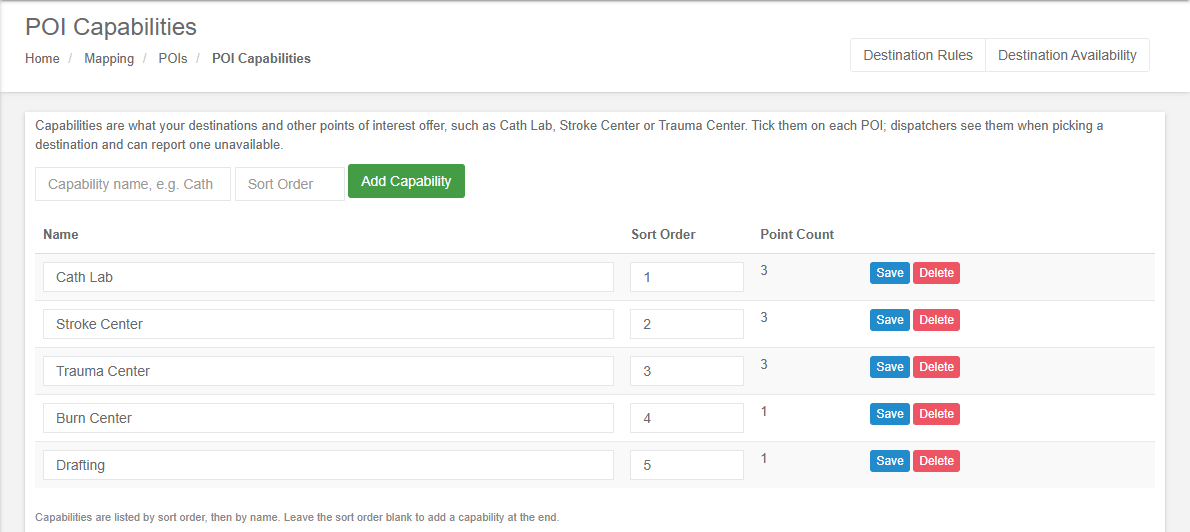 POI Capabilities
Home / Mapping / POIs / POI Capabilities
Destination Rules Destination Availability
Capabilities are what your destinations and other points of interest offer, such as Cath Lab, Stroke Center or Trauma Center. Tick them on each POI; dispatchers see them when picking a
destination and can report one unavailable.
Capability name, e.g. Cath Sort Order Add Capability
Name Sort Order Point Count
Cath Lab 1 3 Save Delete
Stroke Center 2 3 Save Delete
Trauma Center 3 3 Save Delete
Burn Center 4 1 Save Delete
Drafting 5 1 Save Delete
Capabilities are listed by sort order, then by name. Leave the sort order blank to add a capability at the end.